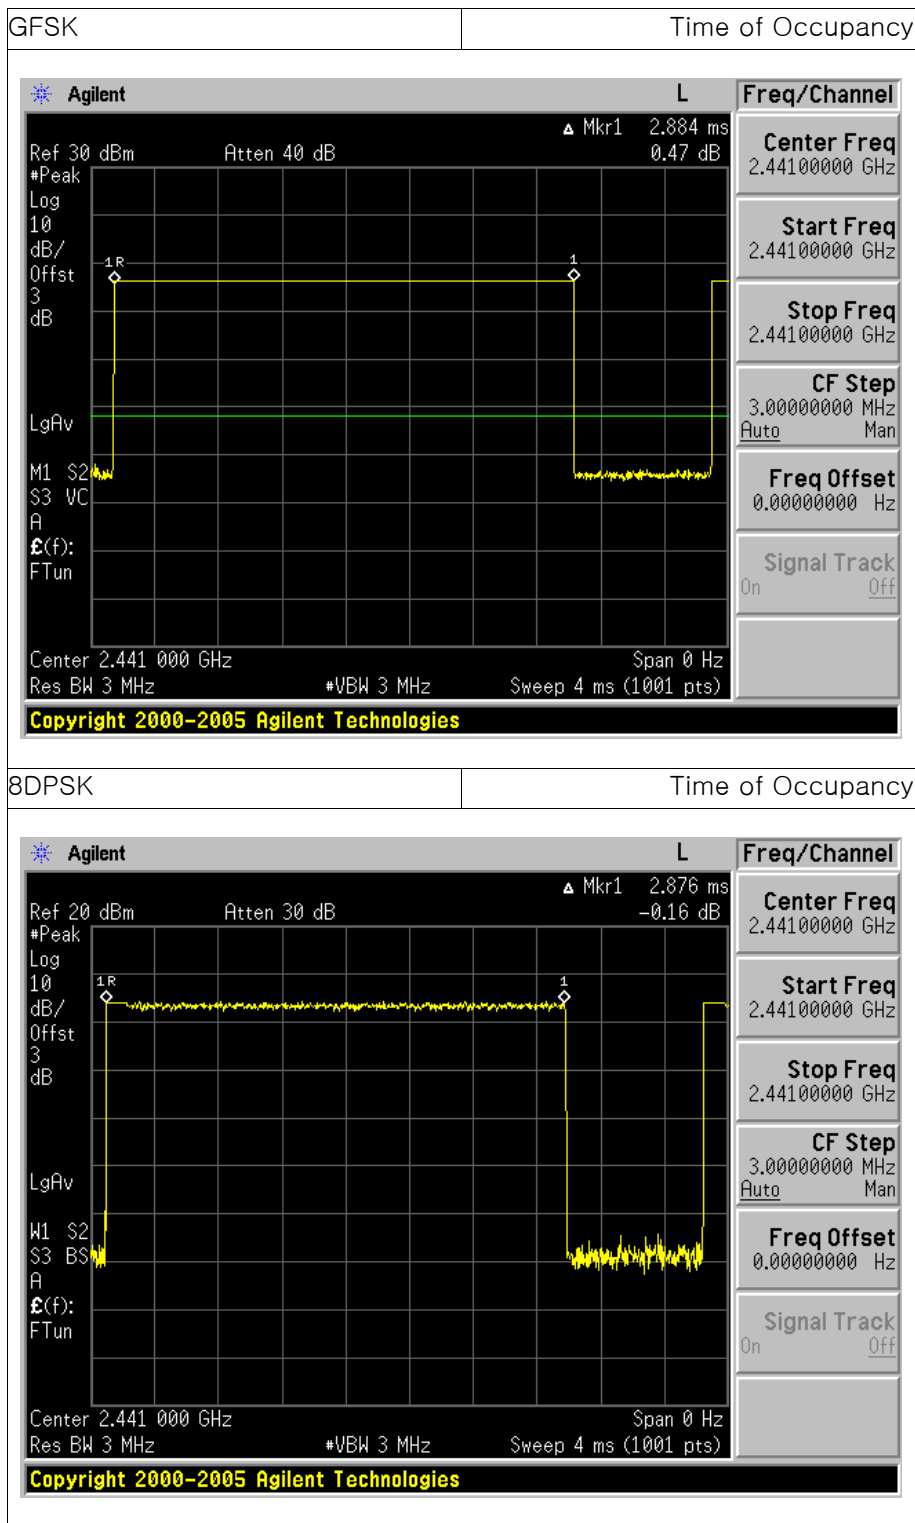 GFSK Time of Occupancy
Agilent L Freq/Channel
Δ Mkr1 2.884 ms
Ref 30 dBm Atten 40 dB 0.47 dB
#Peak
Log
10
dB/
Offst
3
dB
1R
1
LgAv
M1 S2
S3 VC
A
£(f):
FTun
Center 2.441 000 GHz Span 0 Hz
Res BW 3 MHz #VBW 3 MHz Sweep 4 ms (1001 pts)
Copyright 2000-2005 Agilent Technologies
Center Freq
2.44100000 GHz
Start Freq
2.44100000 GHz
Stop Freq
2.44100000 GHz
CF Step
3.00000000 MHz
Auto Man
Freq Offset
0.00000000 Hz
Signal Track
On Off
8DPSK Time of Occupancy
Agilent L Freq/Channel
Δ Mkr1 2.876 ms
Ref 20 dBm Atten 30 dB -0.16 dB
#Peak
Log
10
dB/
Offst
3
dB
1R
1
LgAv
W1 S2
S3 BS
A
£(f):
FTun
Center 2.441 000 GHz Span 0 Hz
Res BW 3 MHz #VBW 3 MHz Sweep 4 ms (1001 pts)
Copyright 2000-2005 Agilent Technologies
Center Freq
2.44100000 GHz
Start Freq
2.44100000 GHz
Stop Freq
2.44100000 GHz
CF Step
3.00000000 MHz
Auto Man
Freq Offset
0.00000000 Hz
Signal Track
On Off